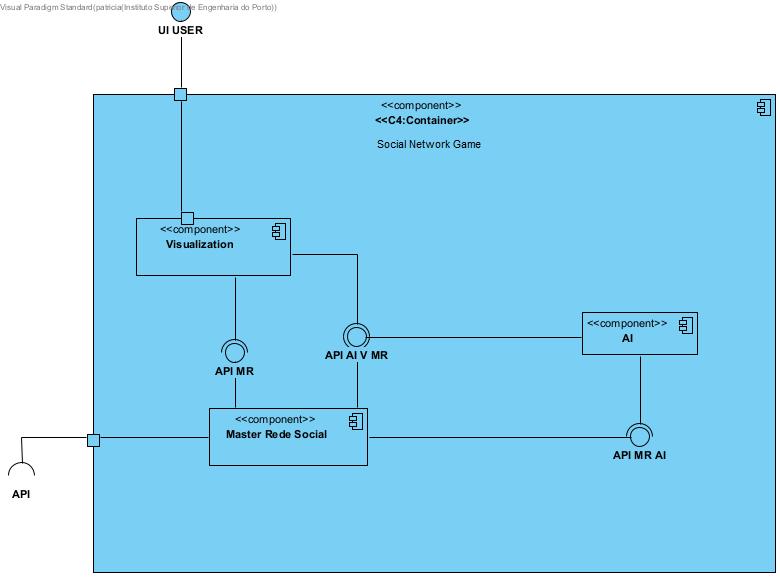 Visual Paradigm Standard(patricia(Instituto Superior de Engenharia do Porto))
UI USER
<<component>>
<<C4:Container>>
Social Network Game
<<component>>
Visualization
<<component>>
AI
API AI V MR
API MR
<<component>>
Master Rede Social
API MR AI
API